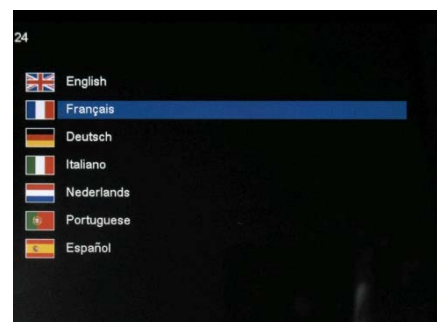 24
English
Français
Deutsch
Italiano
Nederlands
Portuguese
Español